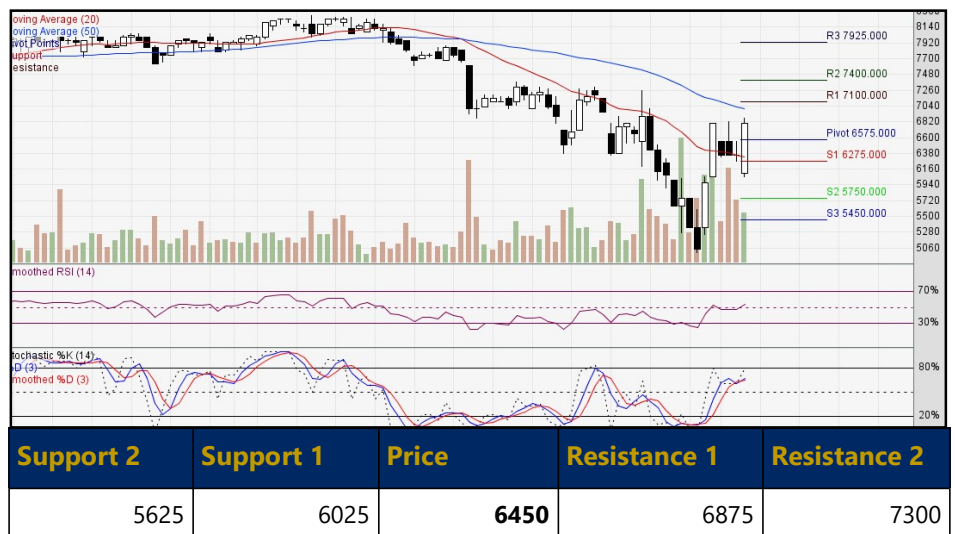 oving Average (20)
oving Average (50)
ivot Points
upport
esistance
8360
8140
7920
7700
7480
7260
7040
6820
6600
6380
6160
5940
5720
5500
5280
5060
R3 7925.000
R2 7400.000
R1 7100.000
Pivot 6575.000
S1 6275.000
S2 5750.000
S3 5450.000
moothed RSI (14)
70%
30%
tochastic %K (14)
D (3)
moothed %D (3)
80%
20%
Support 2 Support 1 Price Resistance 1 Resistance 2
5625 6025 6450 6875 7300